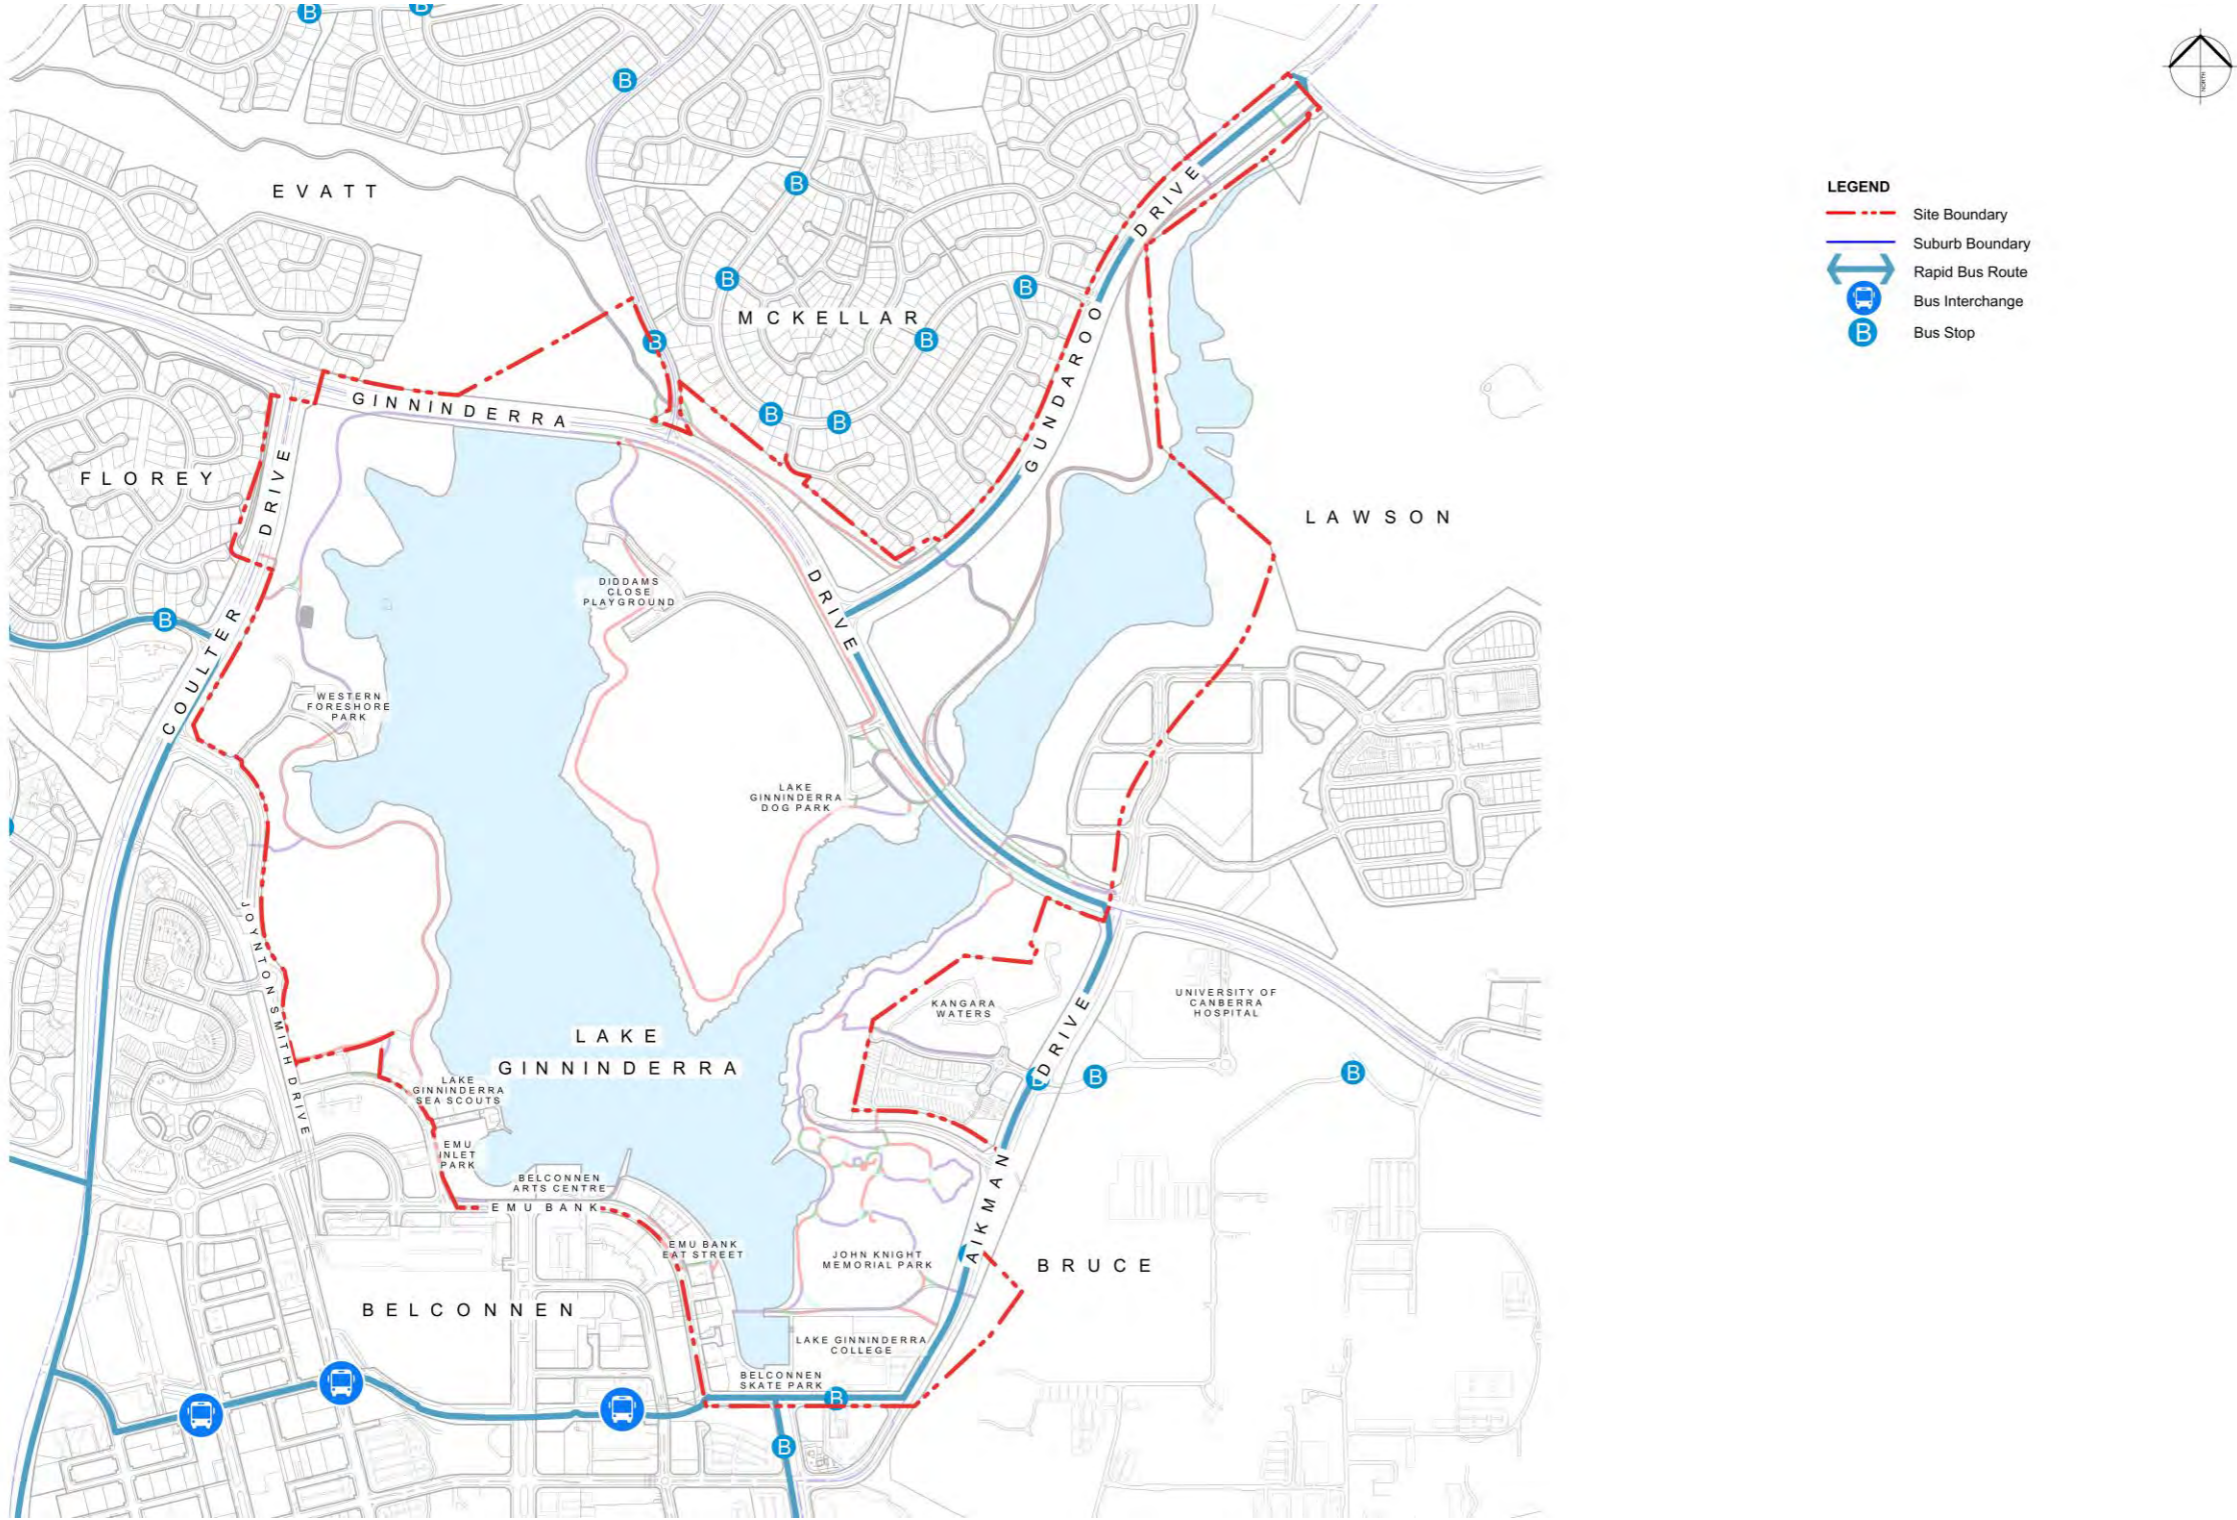 NORTH
LEGEND
Site Boundary
Suburb Boundary
Rapid Bus Route
Bus Interchange
B Bus Stop
B
B
B
EVATT
B
B
MCKELLAR
B
B
B
B
B
GINNINDERRA
DRIVE
GUNDAROO
DRIVE
FLOREY
COULTER
DRIVE
B
LAWSON
DIDDAMS
CLOSE
PLAYGROUND
WESTERN
FORESHORE
PARK
LAKE
GINNINDERRA
DOG PARK
JOYNTON SMITH DRIVE
KANGARA
WATERS
UNIVERSITY OF
CANBERRA
HOSPITAL
LAKE
GINNINDERRA
B
B
B
AIKMAN
DRIVE
LAKE
GINNINDERRA
SEA SCOUTS
EMU
INLET
PARK
BELCONNEN
ARTS CENTRE
EMU BANK
EMU BANK
EAT STREET
JOHN KNIGHT
MEMORIAL PARK
BRUCE
BELCONNEN
LAKE GINNINDERRA
COLLEGE
BELCONNEN
SKATE PARK
B
B